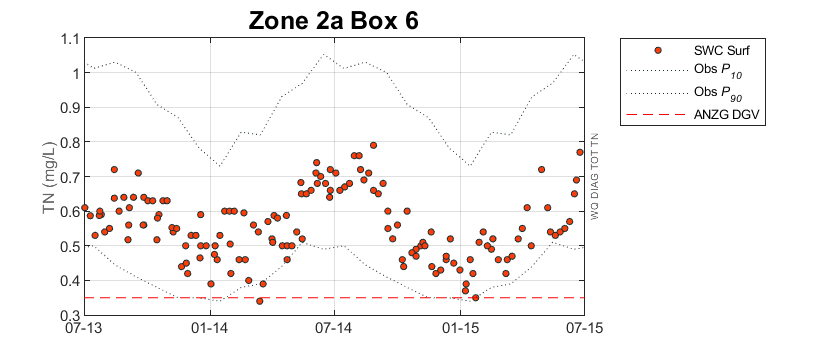 Zone 2a Box 6
1.1
1
0.9
0.8
0.7
0.6
0.5
0.4
0.3
TN (mg/L)
07-13
01-14
07-14
01-15
07-15
WQ DIAG TOT TN
SWC Surf
Obs P10
Obs P90
ANZG DGV